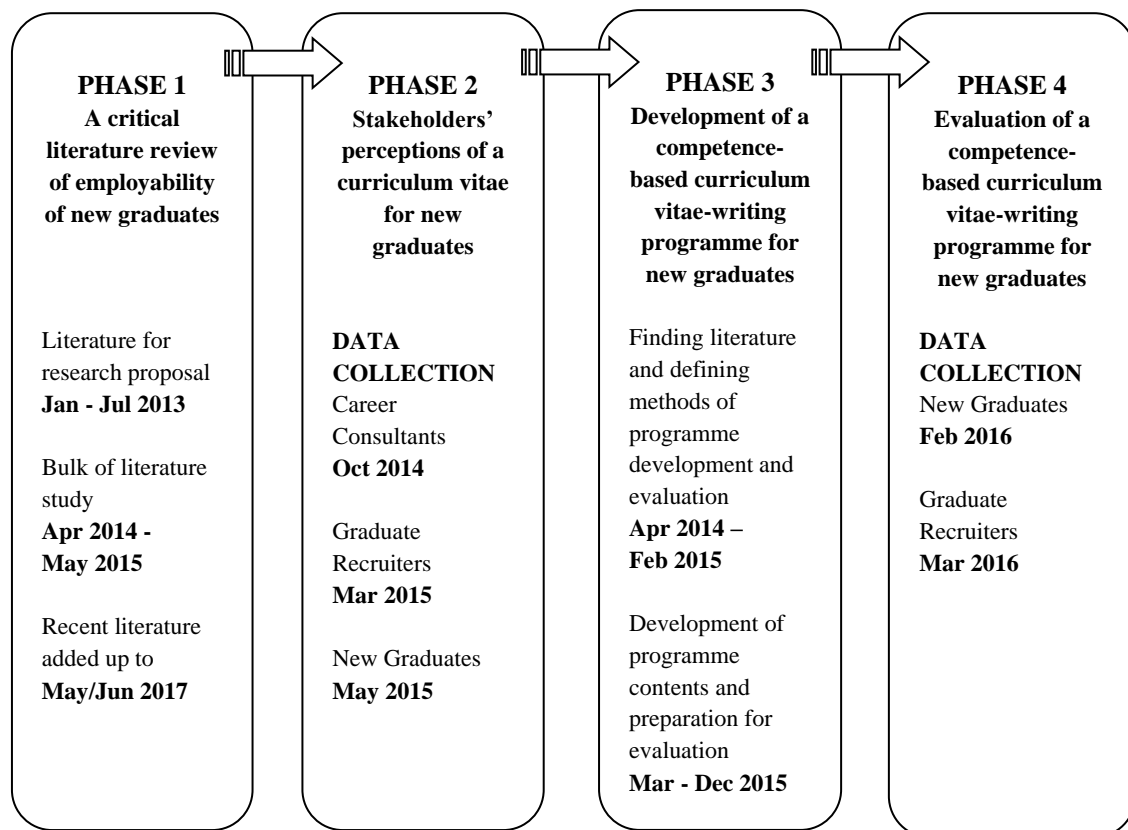 PHASE 1
A critical
literature review
of employability
of new graduates
Literature for
research proposal
Jan - Jul 2013
Bulk of literature
study
Apr 2014 -
May 2015
Recent literature
added up to
May/Jun 2017
PHASE 2
Stakeholders’
perceptions of a
curriculum vitae
for new
graduates
DATA
COLLECTION
Career
Consultants
Oct 2014
Graduate
Recruiters
Mar 2015
New Graduates
May 2015
PHASE 3
Development of a
competence-
based curriculum
vitae-writing
programme for
new graduates
Finding literature
and defining
methods of
programme
development and
evaluation
Apr 2014 –
Feb 2015
Development of
programme
contents and
preparation for
evaluation
Mar - Dec 2015
PHASE 4
Evaluation of a
competence-
based curriculum
vitae-writing
programme for
new graduates
DATA
COLLECTION
New Graduates
Feb 2016
Graduate
Recruiters
Mar 2016